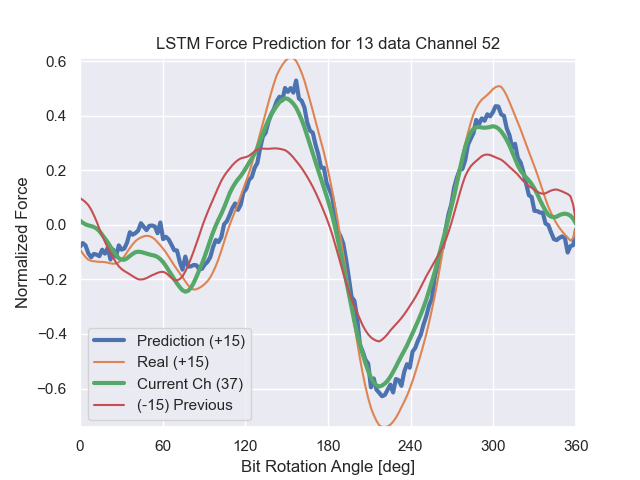 LSTM Force Prediction for 13 data Channel 52
Normalized Force
0.6
0.4
0.2
0.0
−0.2
−0.4
−0.6
Prediction (+15)
Real (+15)
Current Ch (37)
(-15) Previous
0 60 120 180 240 300 360
Bit Rotation Angle [deg]